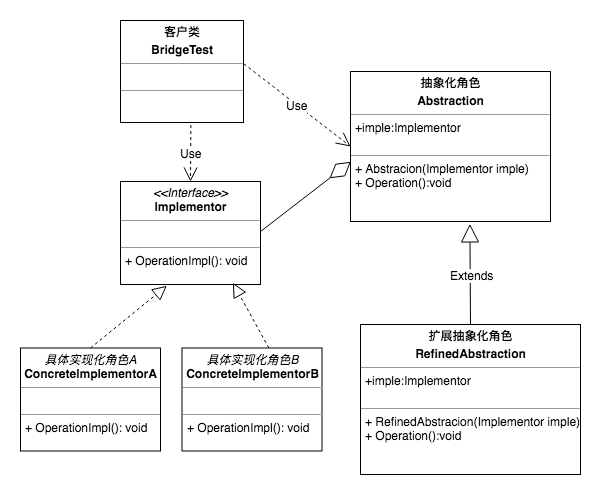 客户类
BridgeTest
抽象化角色
Abstraction
+imple:Implementor
+ Abstracion(Implementor imple)
+ Operation():void
Use
Use
<<Interface>>
Implementor
+ OperationImpl(): void
Extends
具体实现化角色A
ConcreteImplementorA
+ OperationImpl(): void
具体实现化角色B
ConcreteImplementorB
+ OperationImpl(): void
扩展抽象化角色
RefinedAbstraction
+imple:Implementor
+ RefinedAbstracion(Implementor imple)
+ Operation():void